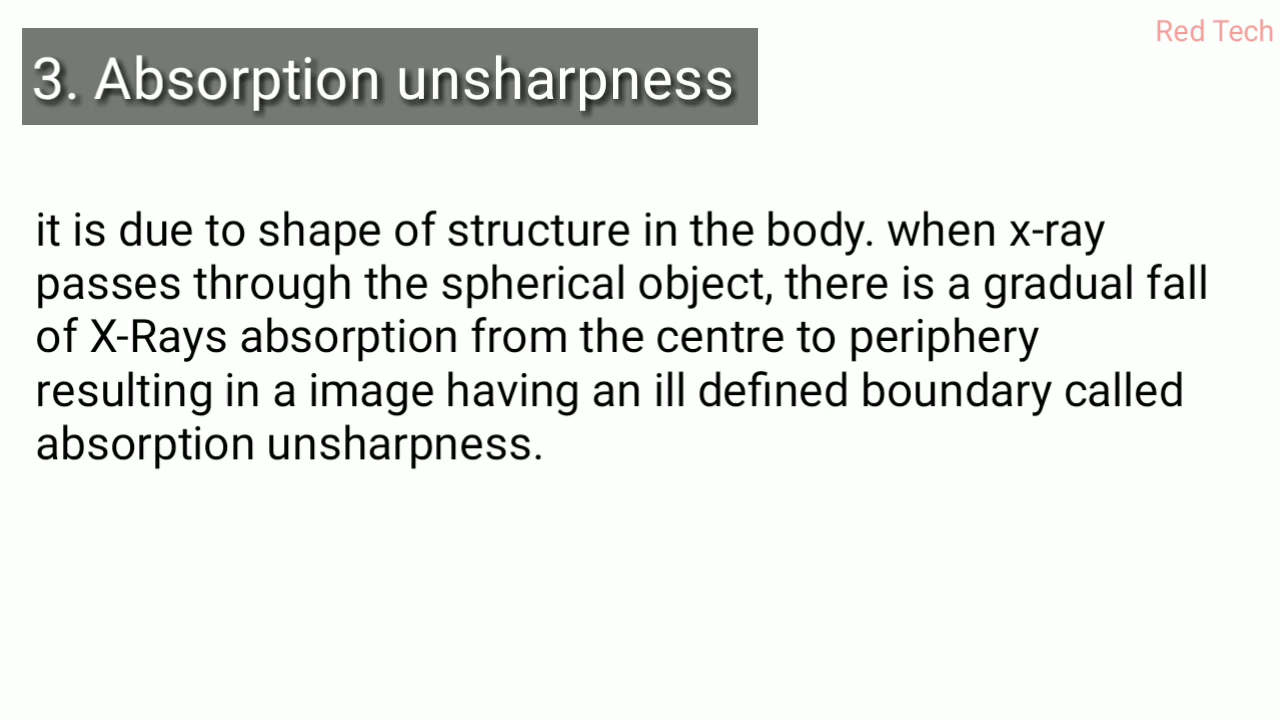 Red Tech
3. Absorption unsharpness
it is due to shape of structure in the body. when x-ray
passes through the spherical object, there is a gradual fall
of X-Rays absorption from the centre to periphery
resulting in a image having an ill defined boundary called
absorption unsharpness.